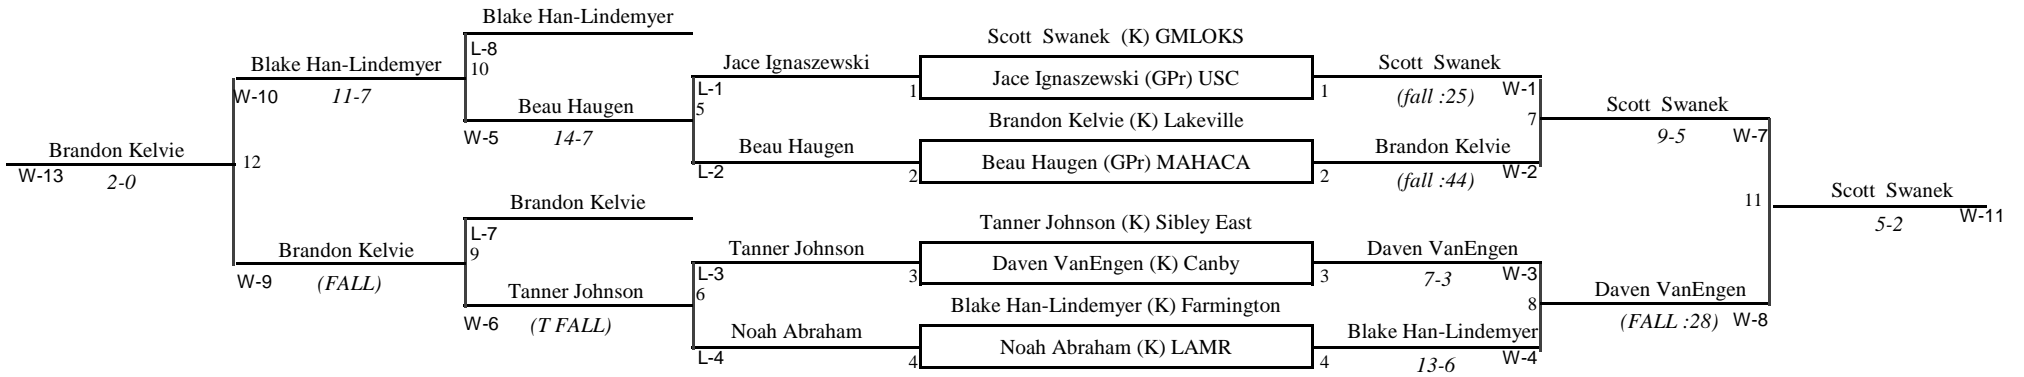 Blake Han-Lindemyer
L-8
10
Blake Han-Lindemyer
W-10
11-7
Beau Haugen
W-5
14-7
Brandon Kelvie
W-13
2-0
12
Brandon Kelvie
L-7
9
Brandon Kelvie
W-9
(FALL)
Tanner Johnson
W-6
(T FALL)
Jace Ignaszewski
L-1
5
Beau Haugen
L-2
Tanner Johnson
L-3
6
Noah Abraham
L-4
Scott Swanek (K) GMLOKS
1
Jace Ignaszewski (GPr) USC
1
Brandon Kelvie (K) Lakeville
2
Beau Haugen (GPr) MAHACA
2
Tanner Johnson (K) Sibley East
3
Daven VanEngen (K) Canby
3
Blake Han-Lindemyer (K) Farmington
4
Noah Abraham (K) LAMR
4
Scott Swanek
(fall :25)
W-1
7
Brandon Kelvie
(fall :44)
W-2
Daven VanEngen
7-3
W-3
8
Blake Han-Lindemyer
13-6
W-4
Scott Swanek
9-5
W-7
11
Daven VanEngen
(FALL :28)
W-8
Scott Swanek
5-2
W-11